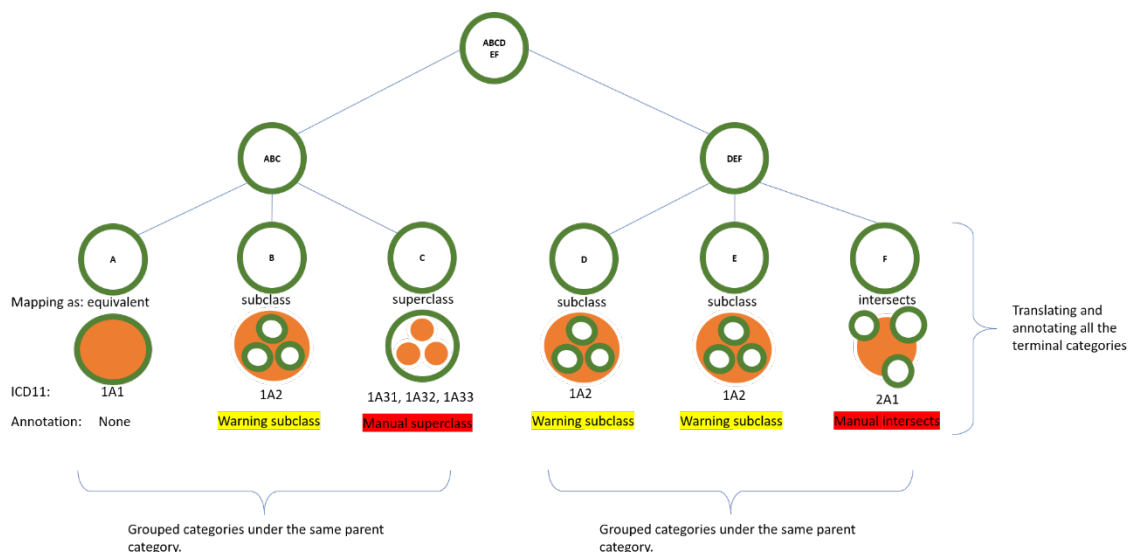 ABCD
EF
ABC
DEF
A
B
C
D
E
F
Mapping as: equivalent
subclass
superclass
subclass
subclass
intersects
Translating and
annotating all the
terminal categories
ICD11:
1A1
1A2
1A31, 1A32, 1A33
1A2
1A2
2A1
Annotation:
None
Warning subclass
Manual superclass
Warning subclass
Warning subclass
Manual intersects
Grouped categories under the same parent
category.
Grouped categories under the same parent
category.